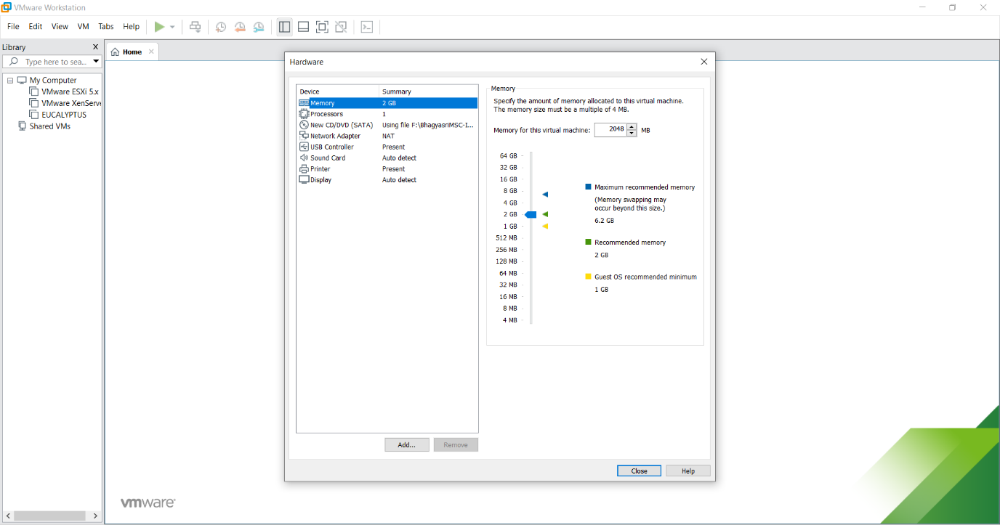 VMware Workstation
File Edit View VM Tabs Help
Library
Type here to sea...
My Computer
VMware ESXi 5.x
VMware XenServe
EUCALYPTUS
Shared VMs
Home
Hardware
Device Summary
Memory 2 GB
Processors 1
New CD/DVD (SATA) Using file F:\BhagyasriMSC-I...
Network Adapter NAT
USB Controller Present
Sound Card Auto detect
Printer Present
Display Auto detect
Add... Remove
Memory
Specify the amount of memory allocated to this virtual machine.
The memory size must be a multiple of 4 MB.
Memory for this virtual machine: 2048 MB
64 GB
32 GB
16 GB
8 GB
4 GB
2 GB
1 GB
512 MB
256 MB
128 MB
64 MB
32 MB
16 MB
8 MB
4 MB
Maximum recommended memory
(Memory swapping may
occur beyond this size.)
6.2 GB
Recommended memory
2 GB
Guest OS recommended minimum
1 GB
Close Help
vmware®